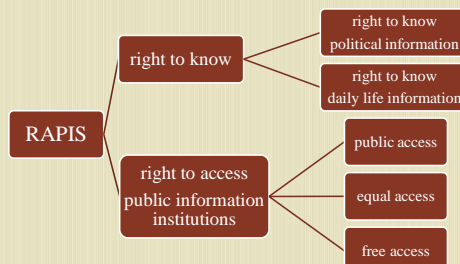 RAPIS
right to know
right to know
political information
right to know
daily life information
right to access
public information
institutions
public access
equal access
free access